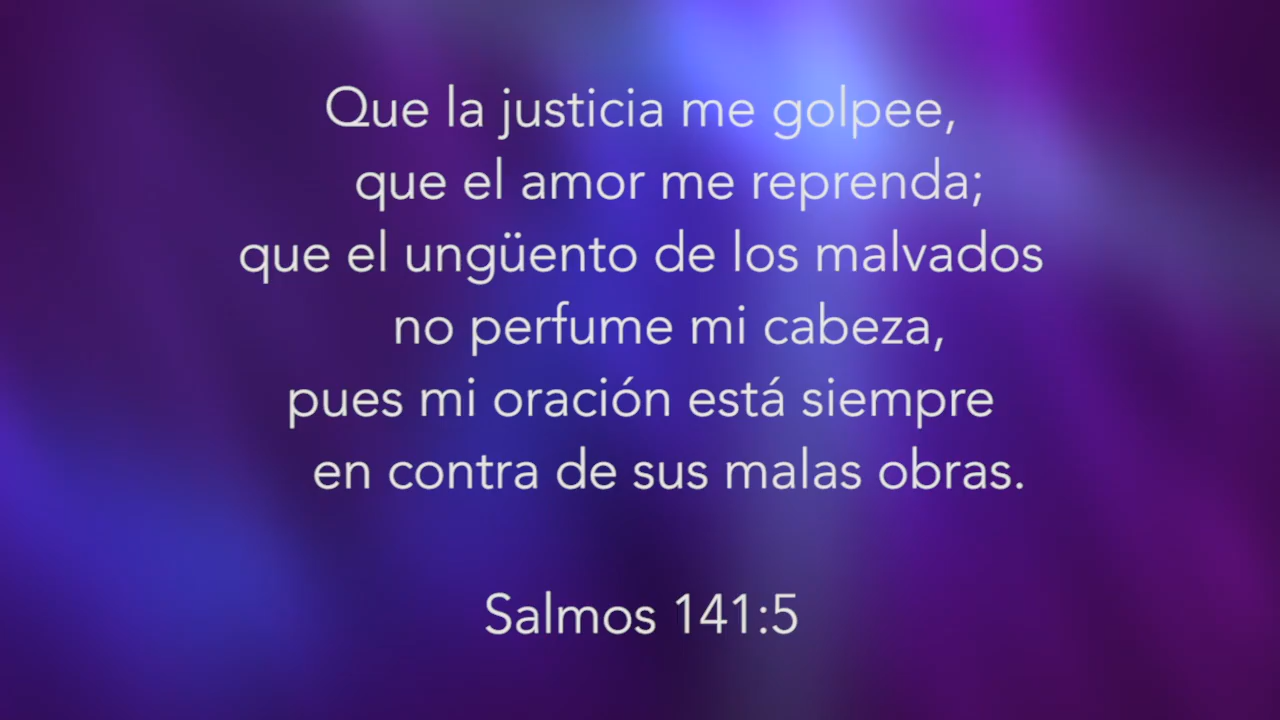 Que la justicia me golpee,
que el amor me reprenda;
que el ungüento de los malvados
no perfume mi cabeza,
pues mi oración está siempre
en contra de sus malas obras.
Salmos 141:5